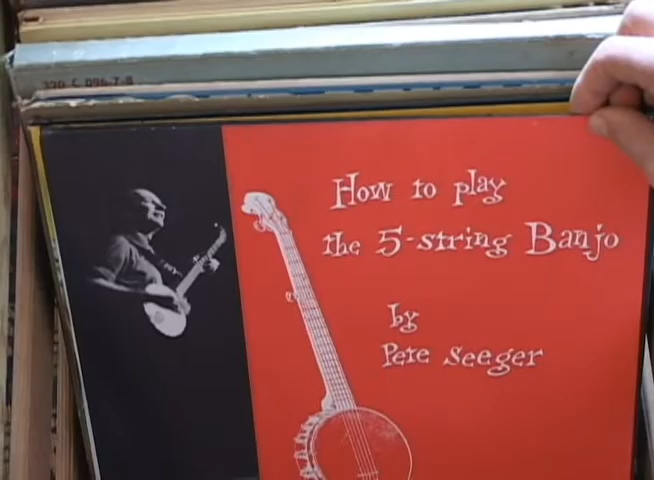 How to play
the 5-string Banjo
by
Pete Seeger